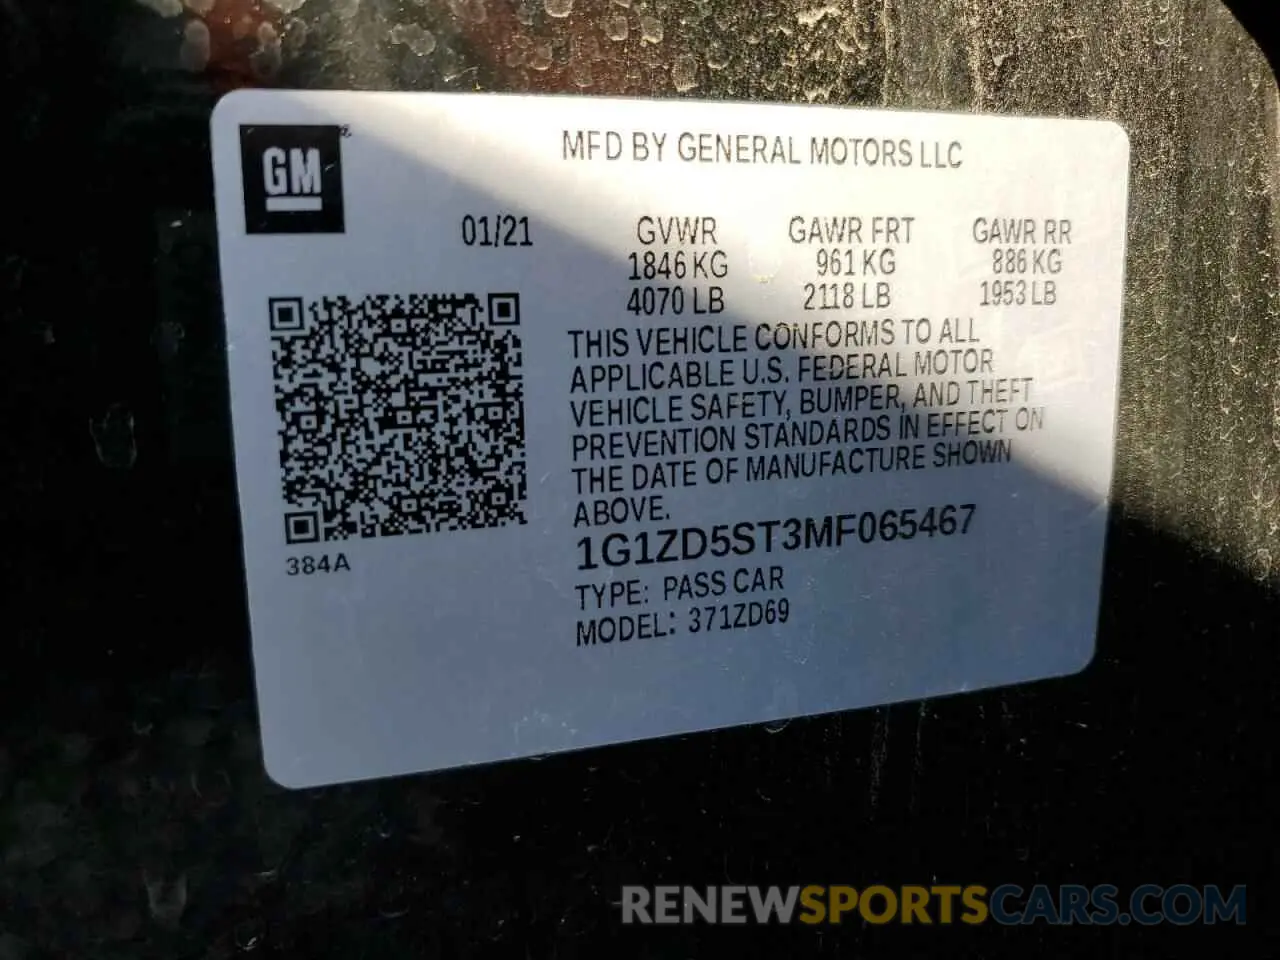 GM
MFD BY GENERAL MOTORS LLC
01/21 GVWR GAWR FRT GAWR RR
1846 KG 961 KG 886 KG
4070 LB 2118 LB 1953 LB
THIS VEHICLE CONFORMS TO ALL
APPLICABLE U.S. FEDERAL MOTOR
VEHICLE SAFETY, BUMPER, AND THEFT
PREVENTION STANDARDS IN EFFECT ON
THE DATE OF MANUFACTURE SHOWN
ABOVE.
1G1ZD5ST3MF065467
384A
TYPE: PASS CAR
MODEL: 371ZD69
RENEWSPORTSCARS.COM